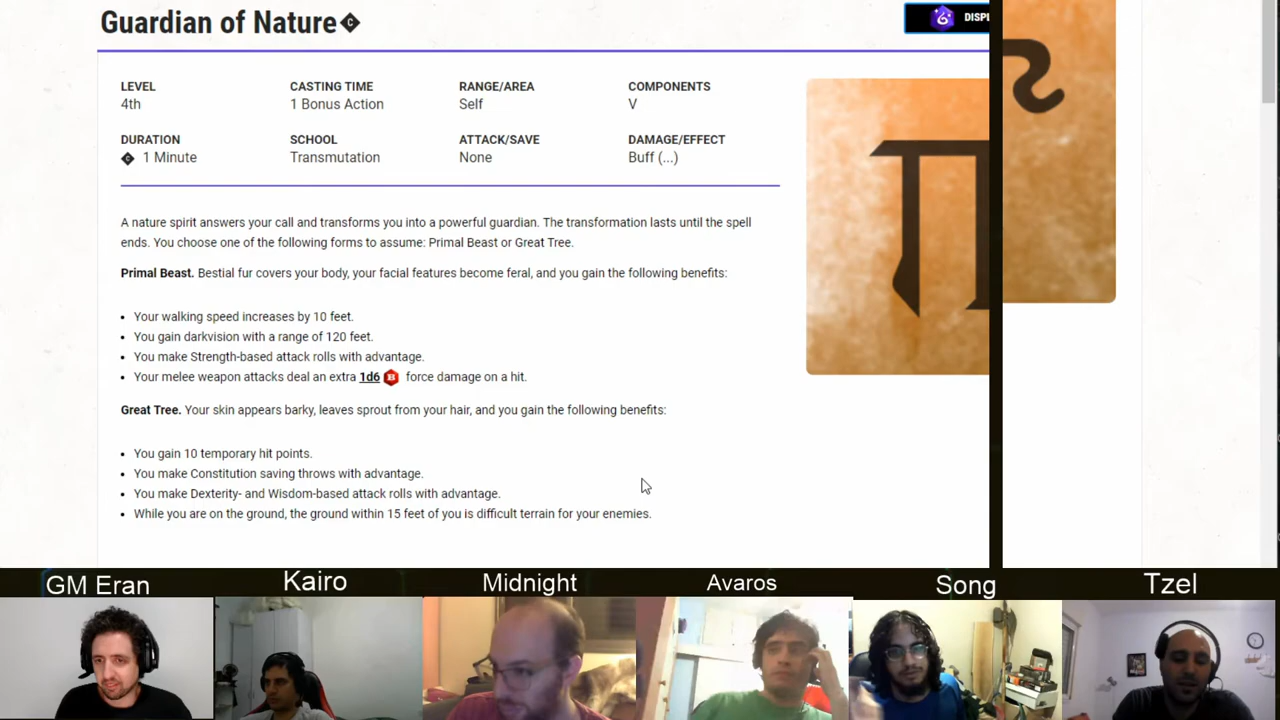 Guardian of Nature
DISPL
LEVEL
4th
CASTING TIME
1 Bonus Action
RANGE/AREA
Self
COMPONENTS
V
DURATION
1 Minute
SCHOOL
Transmutation
ATTACK/SAVE
None
DAMAGE/EFFECT
Buff (...)
A nature spirit answers your call and transforms you into a powerful guardian. The transformation lasts until the spell
ends. You choose one of the following forms to assume: Primal Beast or Great Tree.
Primal Beast. Bestial fur covers your body, your facial features become feral, and you gain the following benefits:
• Your walking speed increases by 10 feet.
• You gain darkvision with a range of 120 feet.
• You make Strength-based attack rolls with advantage.
• Your melee weapon attacks deal an extra 1d6 force damage on a hit.
Great Tree. Your skin appears barky, leaves sprout from your hair, and you gain the following benefits:
• You gain 10 temporary hit points.
• You make Constitution saving throws with advantage.
• You make Dexterity- and Wisdom-based attack rolls with advantage.
• While you are on the ground, the ground within 15 feet of you is difficult terrain for your enemies.
GM Eran
Kairo
Midnight
Avaros
Song
Tzel